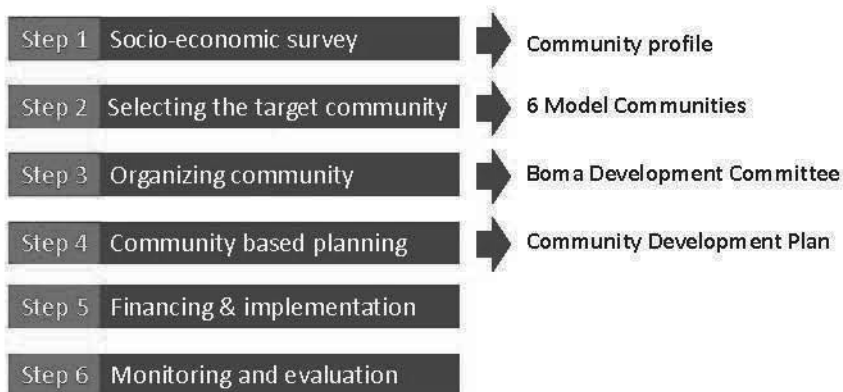 Step 1 Socio-economic survey Community profile
Step 2 Selecting the target community 6 Model Communities
Step 3 Organizing community Boma Development Committee
Step 4 Community based planning Community Development Plan
Step 5 Financing & implementation
Step 6 Monitoring and evaluation